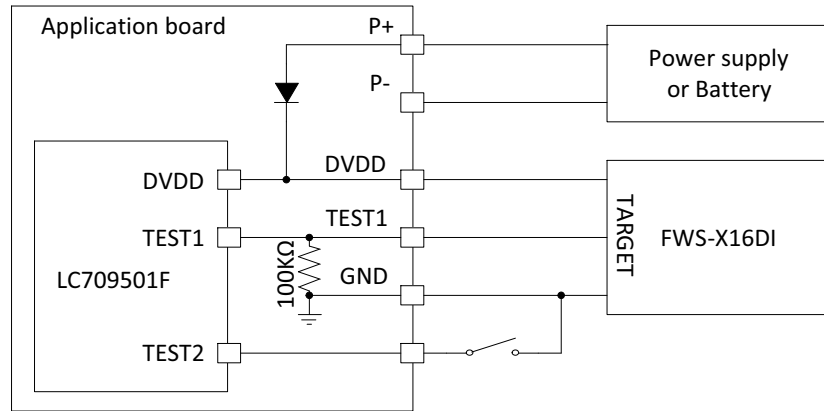 Application board
P+
P-
Power supply
or Battery
DVDD
DVDD
TEST1
TEST1
100KΩ
GND
LC709501F
TEST2
TARGET
FWS-X16DI